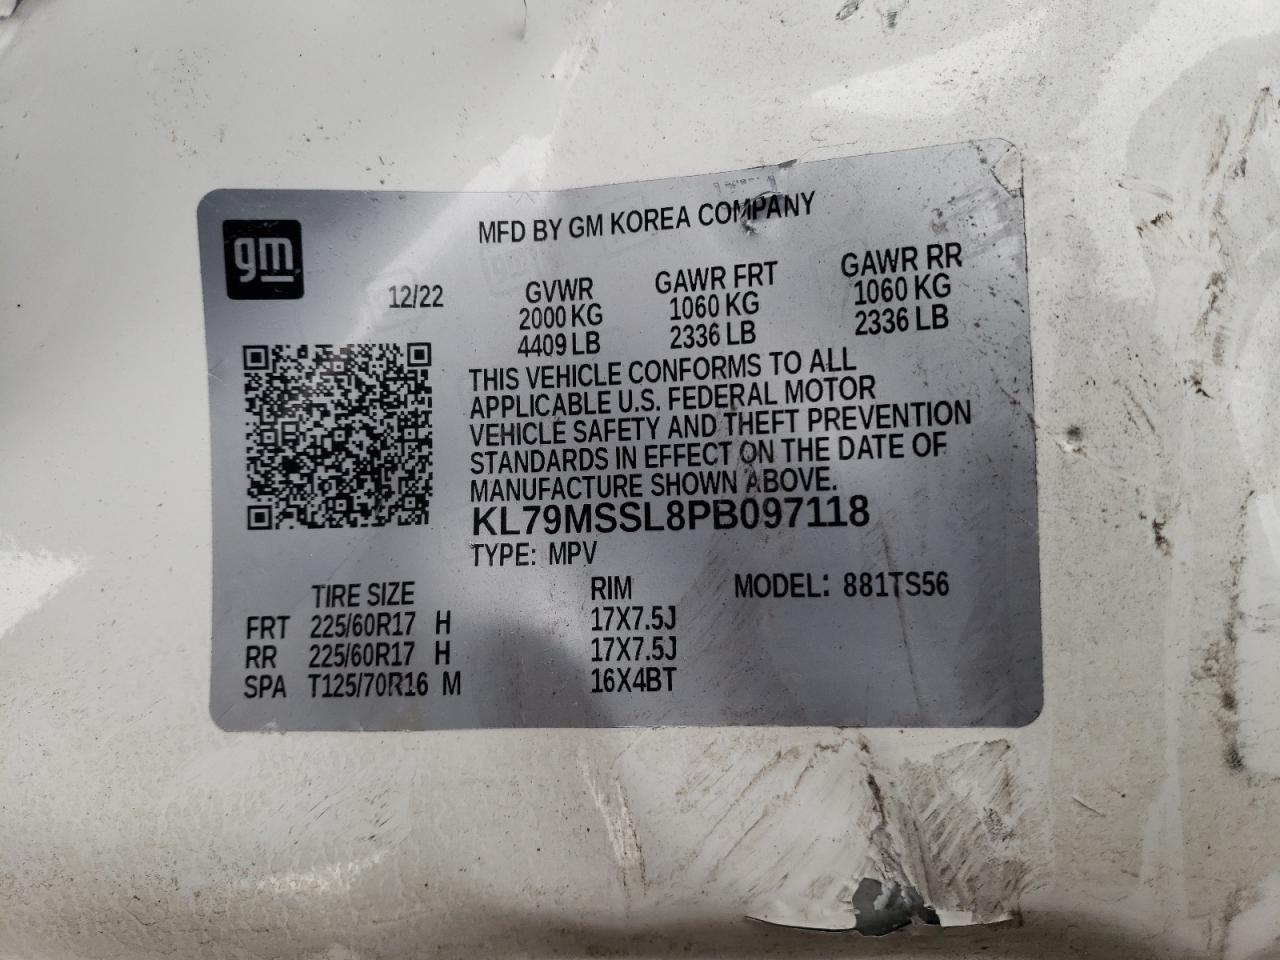 MFD BY GM KOREA COMPANY
gm
12/22
GVWR GAWR FRT GAWR RR
2000 KG 1060 KG 1060 KG
4409 LB 2336 LB 2336 LB
THIS VEHICLE CONFORMS TO ALL
APPLICABLE U.S. FEDERAL MOTOR
VEHICLE SAFETY AND THEFT PREVENTION
STANDARDS IN EFFECT ON THE DATE OF
MANUFACTURE SHOWN ABOVE.
KL79MSSL8PB097118
TYPE: MPV
TIRE SIZE RIM MODEL: 881TS56
FRT 225/60R17 H 17X7.5J
RR 225/60R17 H 17X7.5J
SPA T125/70R16 M 16X4BT